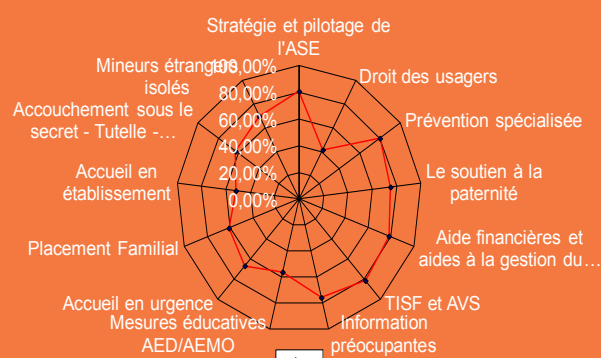 Stratégie et pilotage de
l'ASE
Droit des usagers
Prévention spécialisée
Le soutien à la
paternité
Aide financières et
aides à la gestion du…
TISF et AVS
Information
préocupantes
Mesures éducatives
AED/AEMO
Accueil en urgence
Placement Familial
Accueil en
établissement
Accouchement sous le
secret - Tutelle -…
Mineurs étrangers
isolés
100,00%
80,00%
60,00%
40,00%
20,00%
0,00%